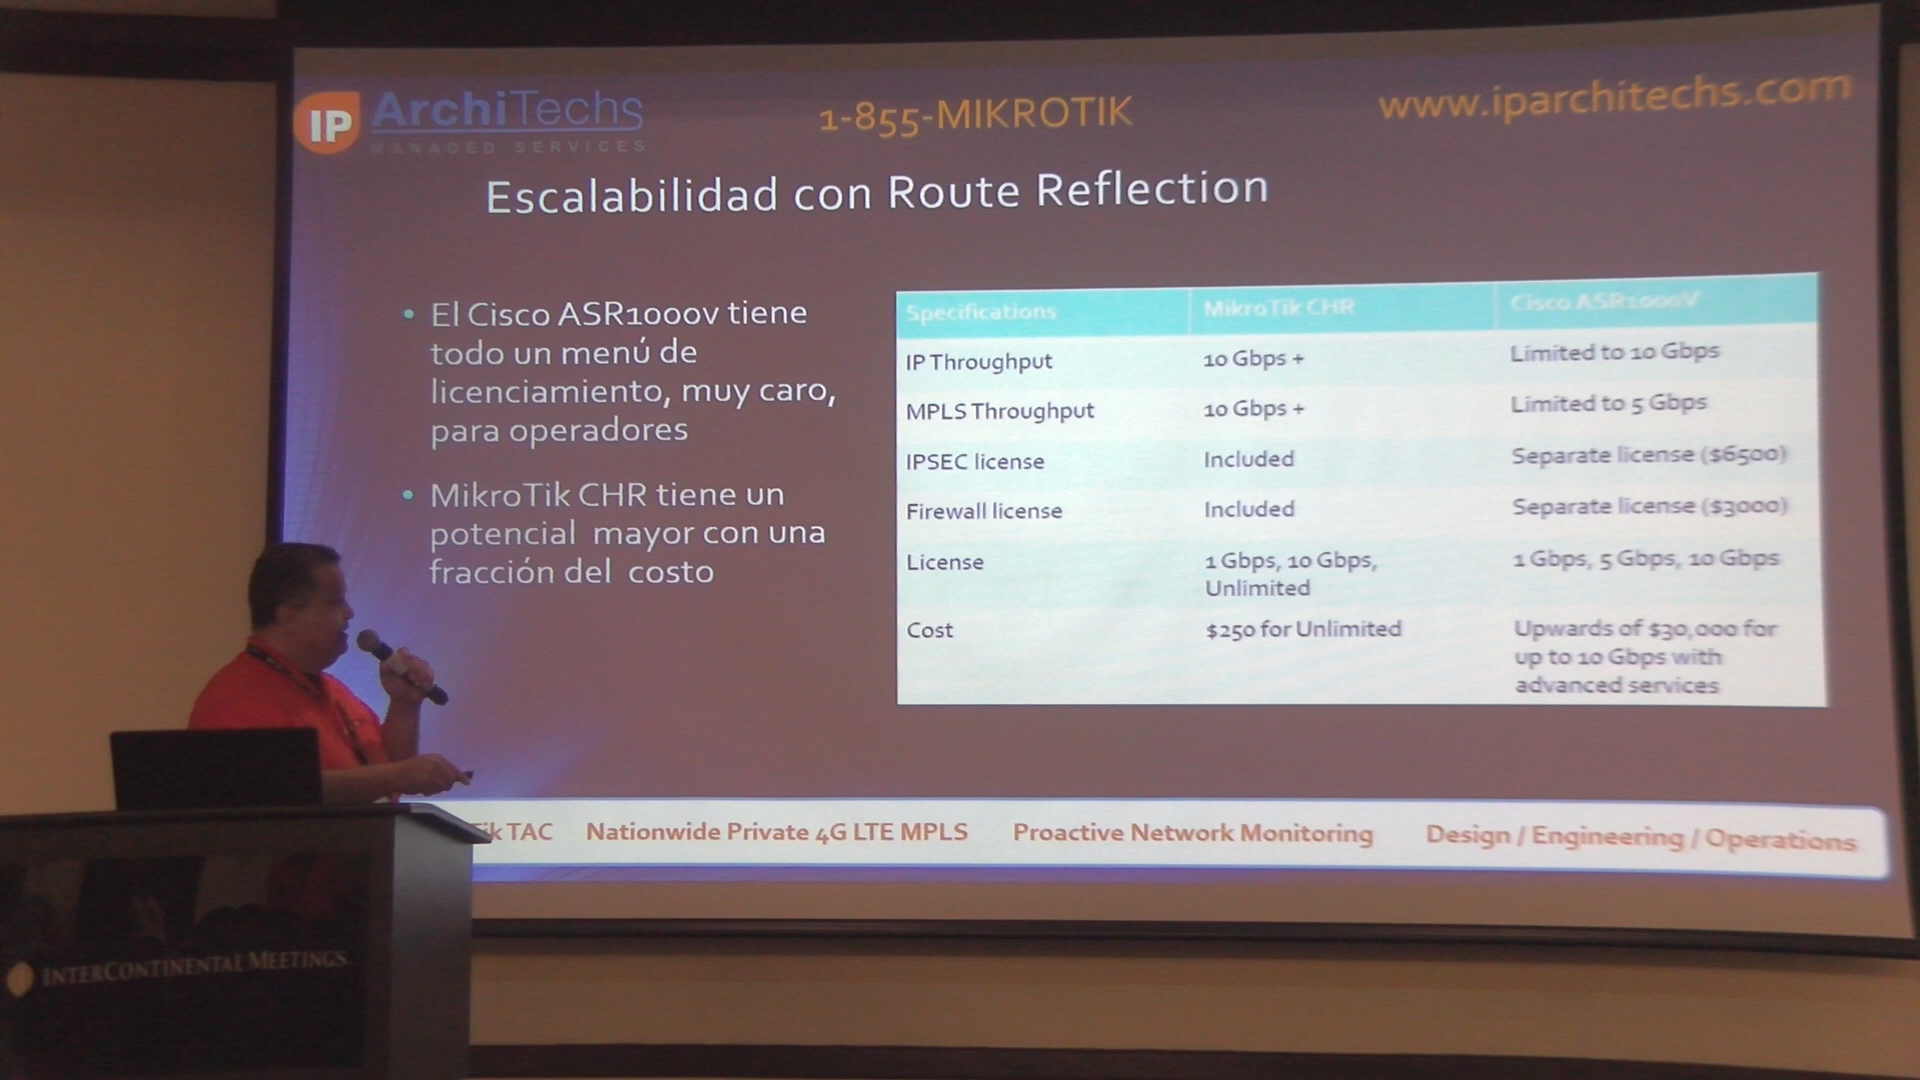 IP ArchiTechs
MANAGED SERVICES
1-855-MIKROTIK
www.iparchitechs.com
Escalabilidad con Route Reflection
• El Cisco ASR1000v tiene
todo un menú de
licenciamiento, muy caro,
para operadores
• MikroTik CHR tiene un
potencial mayor con una
fracción del costo
Specifications MikroTik CHR Cisco ASR1000V
IP Throughput 10 Gbps + Limited to 10 Gbps
MPLS Throughput 10 Gbps + Limited to 5 Gbps
IPSEC license Included Separate license ($6500)
Firewall license Included Separate license ($3000)
License 1 Gbps, 10 Gbps, 1 Gbps, 5 Gbps, 10 Gbps
Unlimited
Cost $250 for Unlimited Upwards of $30,000 for
up to 10 Gbps with
advanced services
TAC Nationwide Private 4G LTE MPLS Proactive Network Monitoring Design / Engineering / Operations
INTERCONTINENTAL MEETINGS